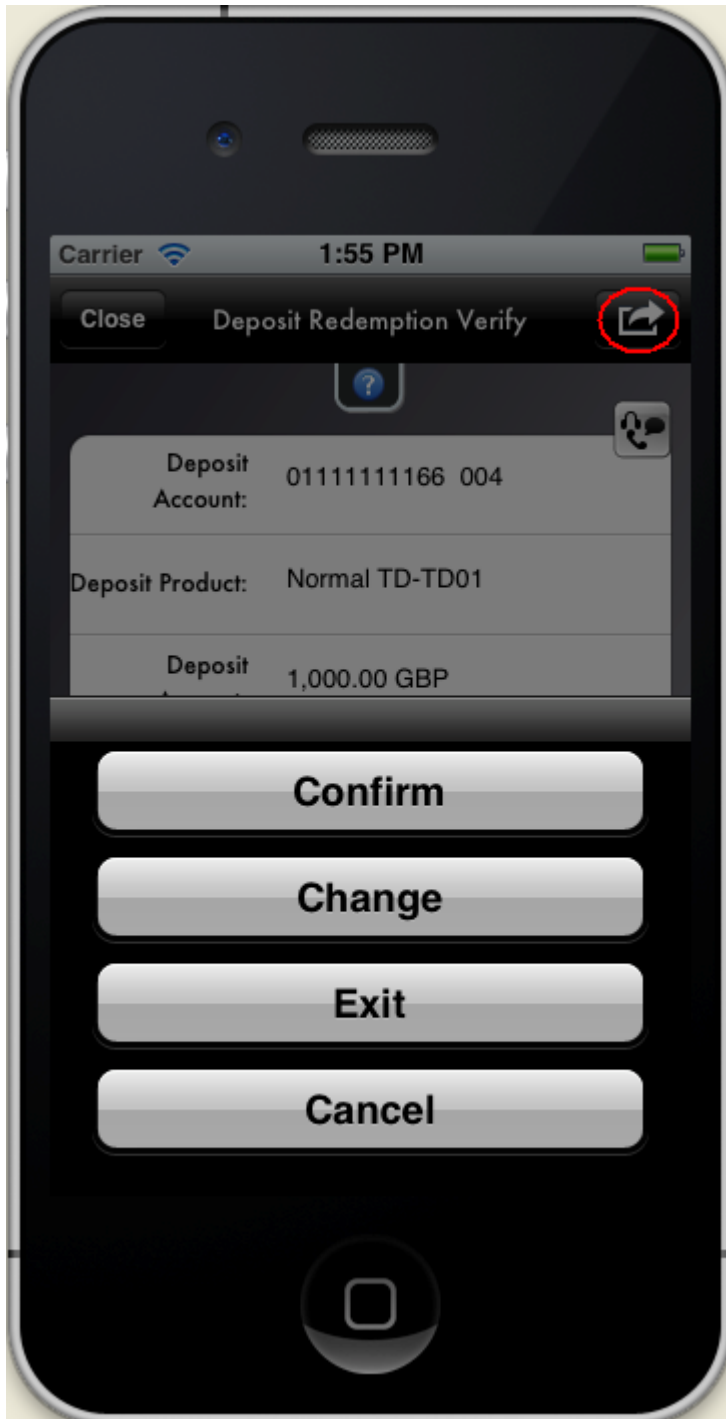 Carrier 1:55 PM
Close Deposit Redemption Verify
?
Deposit
Account:
01111111166 004
Deposit Product: Normal TD-TD01
Deposit
1,000.00 GBP
Confirm
Change
Exit
Cancel